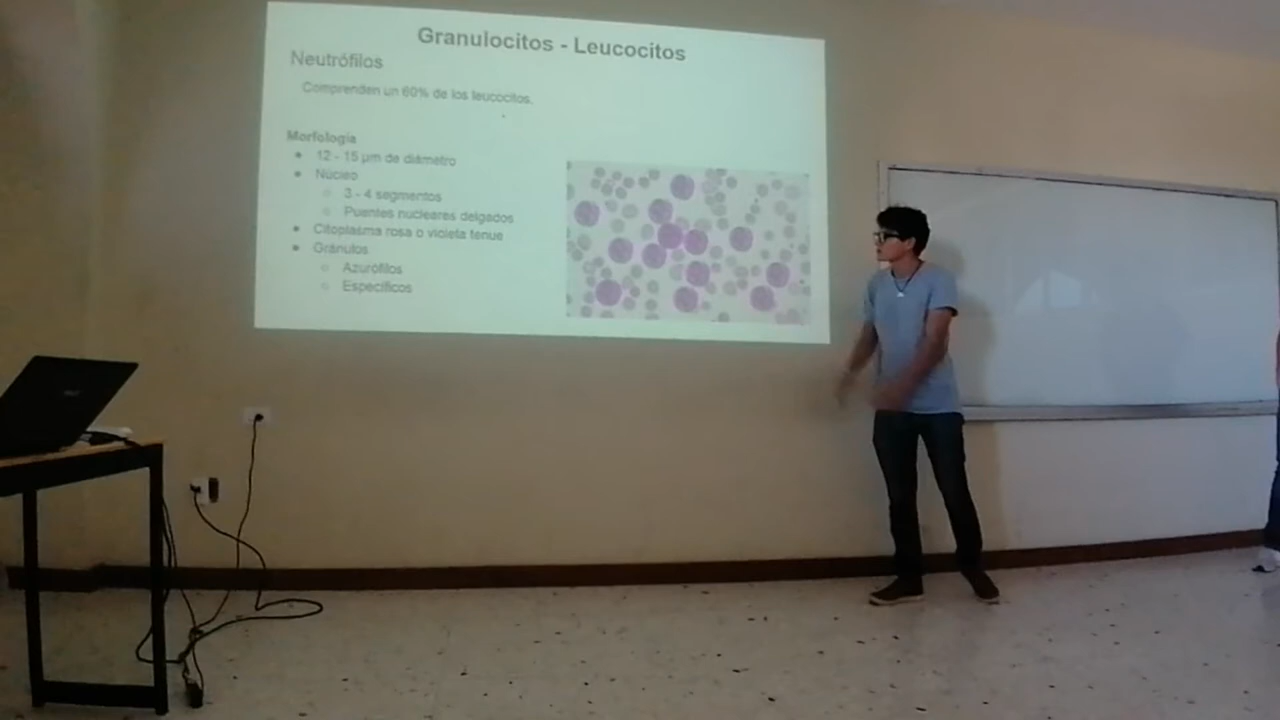 Granulocitos - Leucocitos
Neutrófilos
Comprenden un 60% de los leucocitos.
Morfología
12 - 15 μm de diámetro
Núcleo
3 - 4 segmentos
Puentes nucleares delgados
Citoplasma rosa o violeta tenue
Gránulos
Azurófilos
Específicos